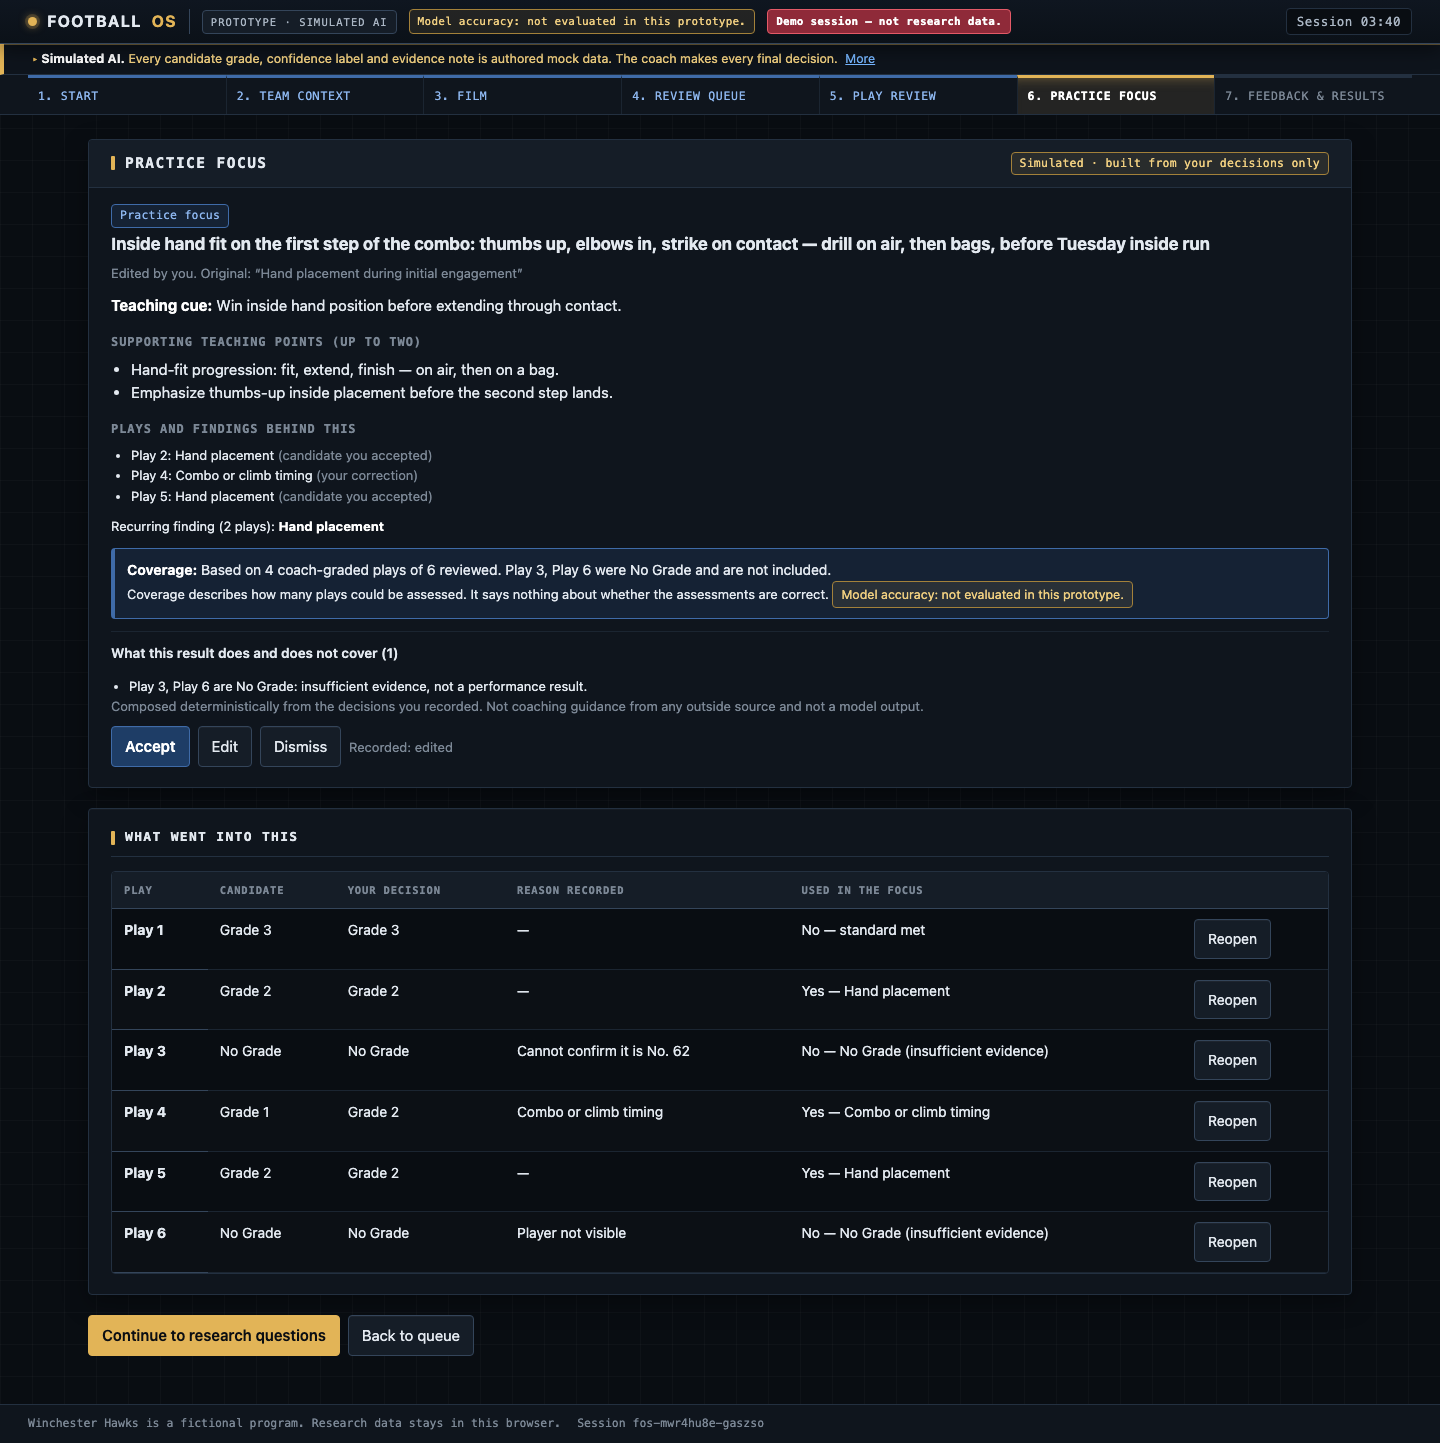 FOOTBALL OS
PROTOTYPE · SIMULATED AI
Model accuracy: not evaluated in this prototype.
Demo session — not research data.
Session 03:40
Simulated AI. Every candidate grade, confidence label and evidence note is authored mock data. The coach makes every final decision. More
1. START
2. TEAM CONTEXT
3. FILM
4. REVIEW QUEUE
5. PLAY REVIEW
6. PRACTICE FOCUS
7. FEEDBACK & RESULTS
PRACTICE FOCUS
Simulated · built from your decisions only
Practice focus
Inside hand fit on the first step of the combo: thumbs up, elbows in, strike on contact — drill on air, then bags, before Tuesday inside run
Edited by you. Original: “Hand placement during initial engagement”
Teaching cue: Win inside hand position before extending through contact.
SUPPORTING TEACHING POINTS (UP TO TWO)
• Hand-fit progression: fit, extend, finish — on air, then on a bag.
• Emphasize thumbs-up inside placement before the second step lands.
PLAYS AND FINDINGS BEHIND THIS
• Play 2: Hand placement (candidate you accepted)
• Play 4: Combo or climb timing (your correction)
• Play 5: Hand placement (candidate you accepted)
Recurring finding (2 plays): Hand placement
Coverage: Based on 4 coach-graded plays of 6 reviewed. Play 3, Play 6 were No Grade and are not included.
Coverage describes how many plays could be assessed. It says nothing about whether the assessments are correct. Model accuracy: not evaluated in this prototype.
What this result does and does not cover (1)
• Play 3, Play 6 are No Grade: insufficient evidence, not a performance result.
Composed deterministically from the decisions you recorded. Not coaching guidance from any outside source and not a model output.
Accept Edit Dismiss Recorded: edited
WHAT WENT INTO THIS
PLAY CANDIDATE YOUR DECISION REASON RECORDED USED IN THE FOCUS
Play 1 Grade 3 Grade 3 — No — standard met Reopen
Play 2 Grade 2 Grade 2 — Yes — Hand placement Reopen
Play 3 No Grade No Grade Cannot confirm it is No. 62 No — No Grade (insufficient evidence) Reopen
Play 4 Grade 1 Grade 2 Combo or climb timing Yes — Combo or climb timing Reopen
Play 5 Grade 2 Grade 2 — Yes — Hand placement Reopen
Play 6 No Grade No Grade Player not visible No — No Grade (insufficient evidence) Reopen
Continue to research questions Back to queue
Winchester Hawks is a fictional program. Research data stays in this browser. Session fos-mwr4hu8e-gaszso